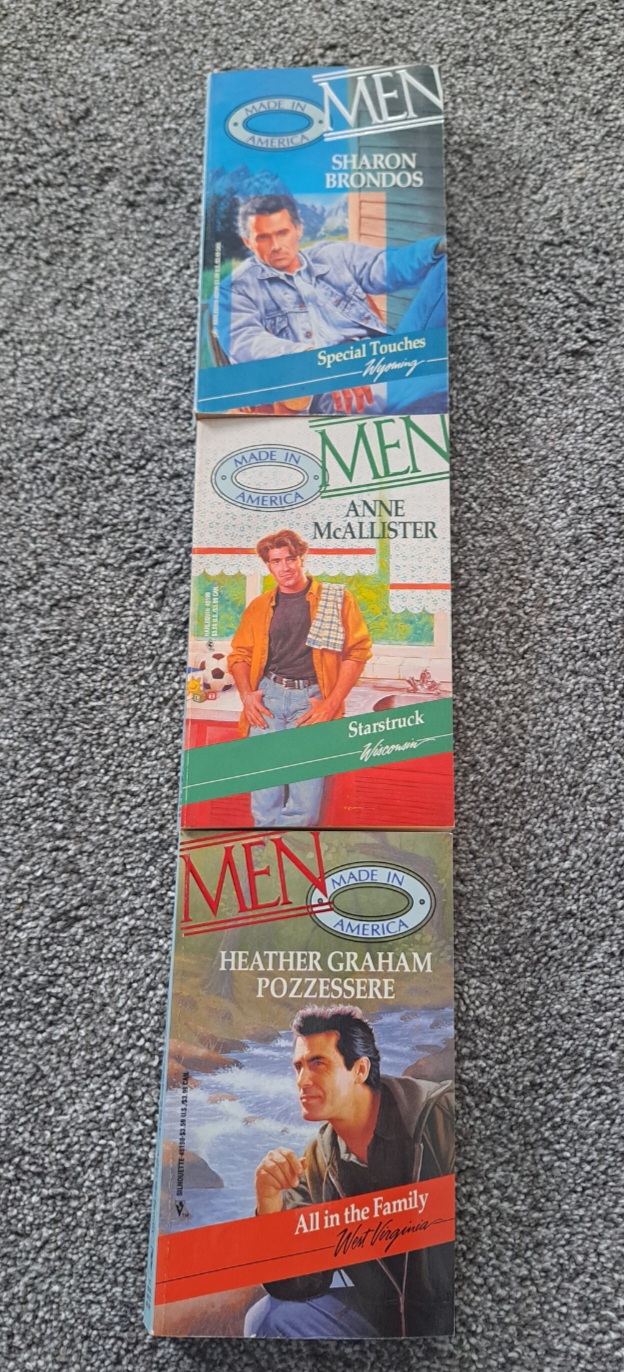 MADE IN
AMERICA
MEN
SHARON
BRONDOS
Special Touches
Wyoming
MADE IN
AMERICA
MEN
ANNE
McALLISTER
Starstruck
Wisconsin
MEN
MADE IN
AMERICA
HEATHER GRAHAM
POZZESSERE
All in the Family
West Virginia